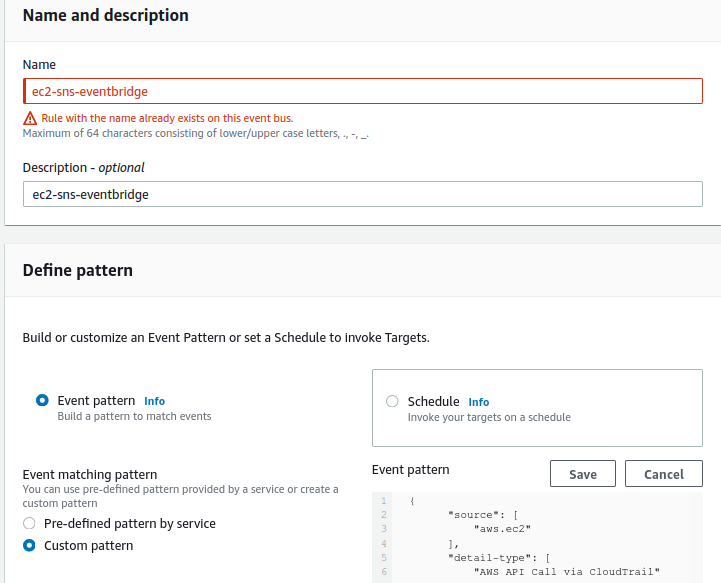 Name and description
Name
ec2-sns-eventbridge
Rule with the name already exists on this event bus.
Maximum of 64 characters consisting of lower/upper case letters, ., -, _.
Description - optional
ec2-sns-eventbridge
Define pattern
Build or customize an Event Pattern or set a Schedule to invoke Targets.
Event pattern Info
Build a pattern to match events
Schedule Info
Invoke your targets on a schedule
Event matching pattern
You can use pre-defined pattern provided by a service or create a
custom pattern
Pre-defined pattern by service
Custom pattern
Event pattern
Save
Cancel
1 {
2 "source": [
3 "aws.ec2"
4 ],
5 "detail-type": [
6 "AWS API Call via CloudTrail"